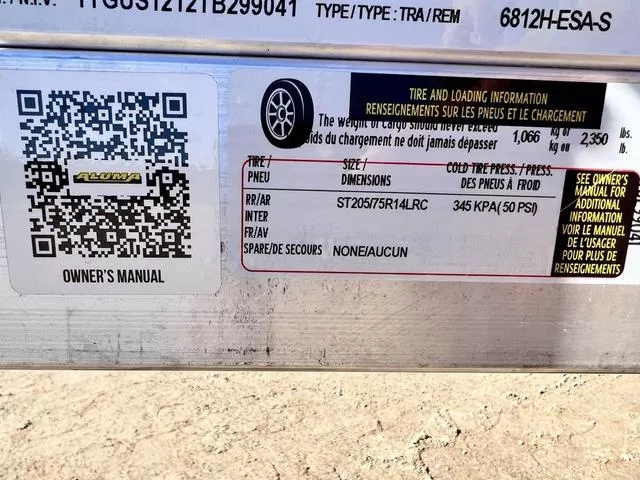 TYPE / TYPE : TRA / REM 6812H-ESA-S
ALUMA
OWNER'S MANUAL
TIRE AND LOADING INFORMATION
RENSEIGNEMENTS SUR LES PNEUS ET LE CHARGEMENT
The weight of cargo should never exceed 1,066 kg or 2,350 lbs.
du chargement ne doit jamais dépasser kg ou lb.
TIRE / SIZE / COLD TIRE PRESS. / PRESS.
PNEU DIMENSIONS DES PNEUS À FROID
RR/AR ST205/75R14LRC 345 KPA( 50 PSI)
INTER
FR/AV
SPARE/DE SECOURS NONE/AUCUN
SEE OWNER'S
MANUAL FOR
ADDITIONAL
INFORMATION
VOIR LE MANUEL
DE L'USAGER
POUR PLUS DE
RENSEIGNEMENTS